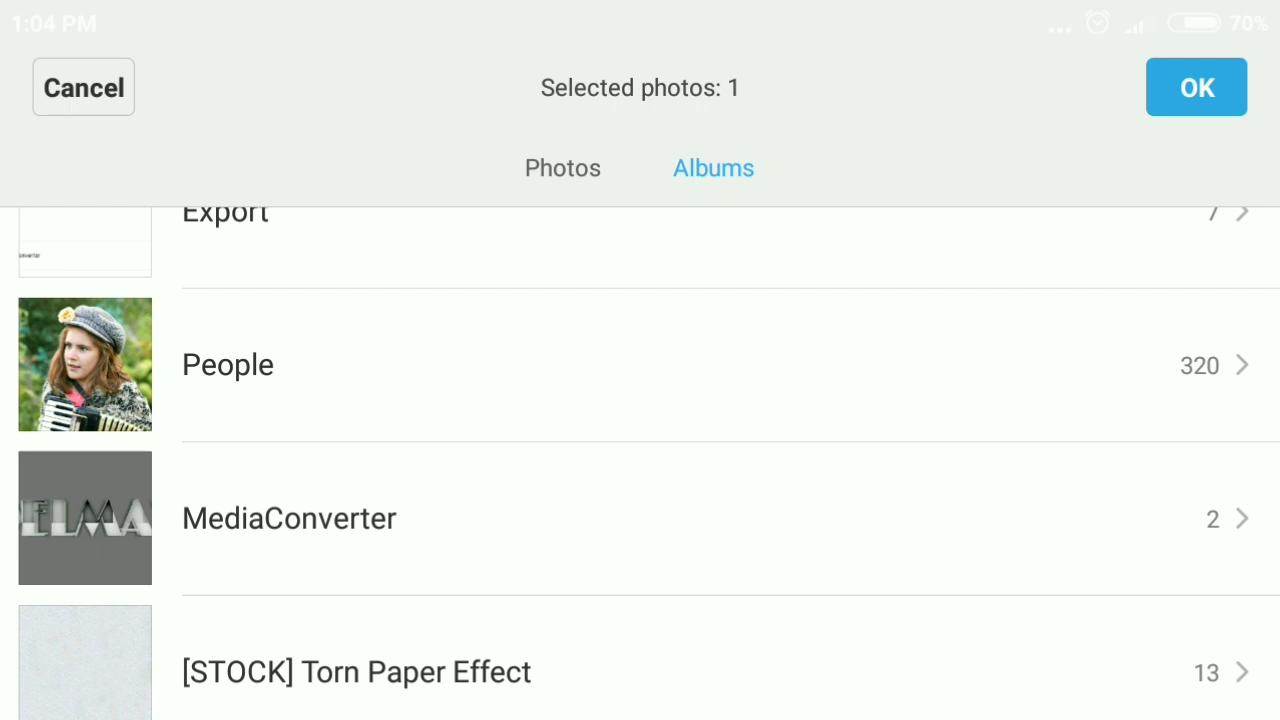 1:04 PM
70%
Cancel
Selected photos: 1
OK
Photos
Albums
Export
7
People
320
ELMA
MediaConverter
2
[STOCK] Torn Paper Effect
13